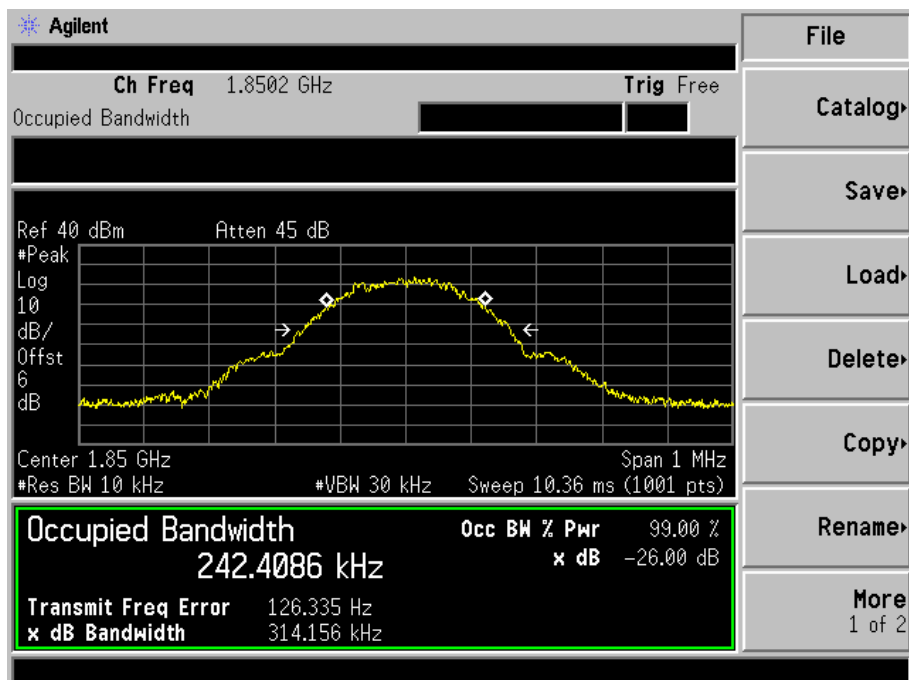 Agilent
File
Ch Freq 1.8502 GHz Trig Free
Occupied Bandwidth
Catalog
Save
Ref 40 dBm Atten 45 dB
#Peak
Log
10
dB/
Offst
6
dB
Load
Delete
Copy
Center 1.85 GHz Span 1 MHz
#Res BW 10 kHz #VBW 30 kHz Sweep 10.36 ms (1001 pts)
Occupied Bandwidth Occ BW % Pwr 99.00 %
242.4086 kHz x dB -26.00 dB
Rename
Transmit Freq Error 126.335 Hz
x dB Bandwidth 314.156 kHz
More
1 of 2